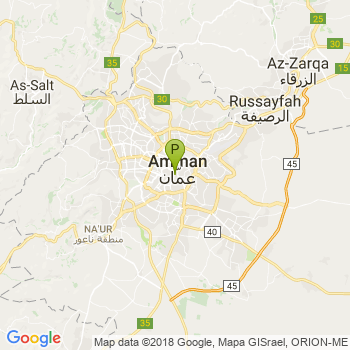 25
30
35
Az-Zarqa
الزرقاء
15
As-Salt
السلط
30
Russayfah
الرصيفة
P
Amman
عمان
45
NA'UR
منطقة ناعور
40
45
35
Google
Map data ©2018 Google, Mapa GISrael, ORION-ME